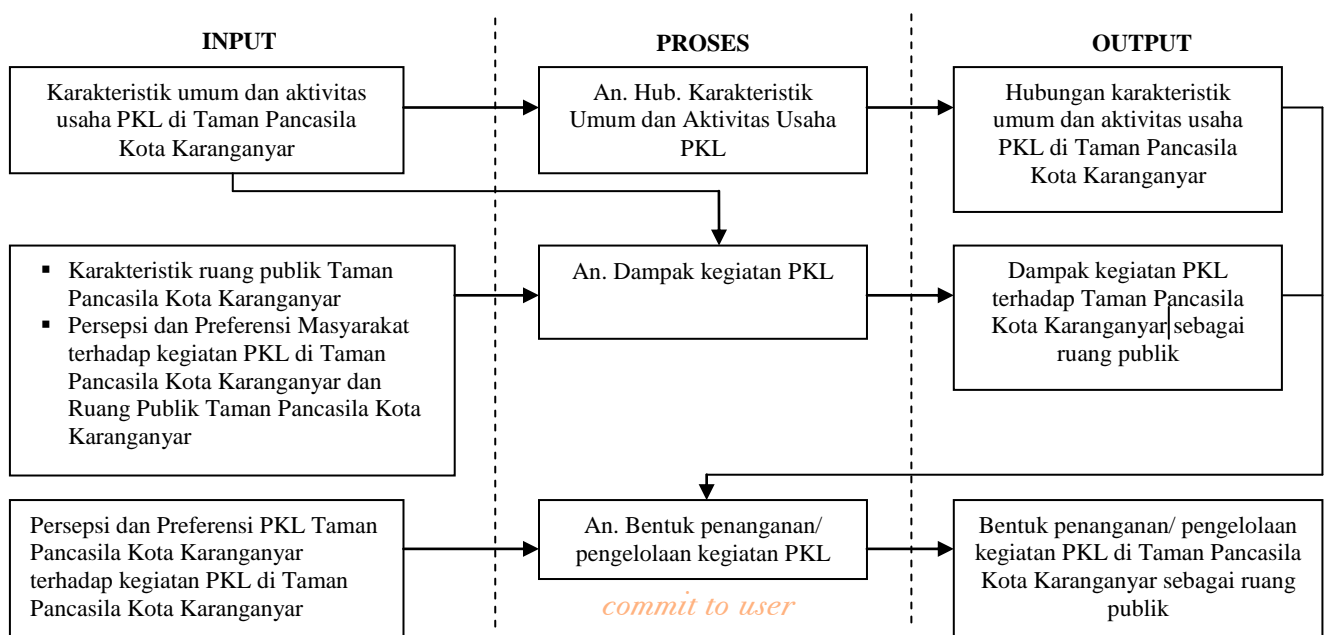 INPUT
PROSES
OUTPUT
Karakteristik umum dan aktivitas
usaha PKL di Taman Pancasila
Kota Karanganyar
An. Hub. Karakteristik
Umum dan Aktivitas Usaha
PKL
Hubungan karakteristik
umum dan aktivitas usaha
PKL di Taman Pancasila
Kota Karanganyar
▪ Karakteristik ruang publik Taman
Pancasila Kota Karanganyar
▪ Persepsi dan Preferensi Masyarakat
terhadap kegiatan PKL di Taman
Pancasila Kota Karanganyar dan
Ruang Publik Taman Pancasila Kota
Karanganyar
An. Dampak kegiatan PKL
Dampak kegiatan PKL
terhadap Taman Pancasila
Kota Karanganyar sebagai
ruang publik
Persepsi dan Preferensi PKL Taman
Pancasila Kota Karanganyar
terhadap kegiatan PKL di Taman
Pancasila Kota Karanganyar
An. Bentuk penanganan/
pengelolaan kegiatan PKL
Bentuk penanganan/ pengelolaan
kegiatan PKL di Taman Pancasila
Kota Karanganyar sebagai ruang
publik
commit to user